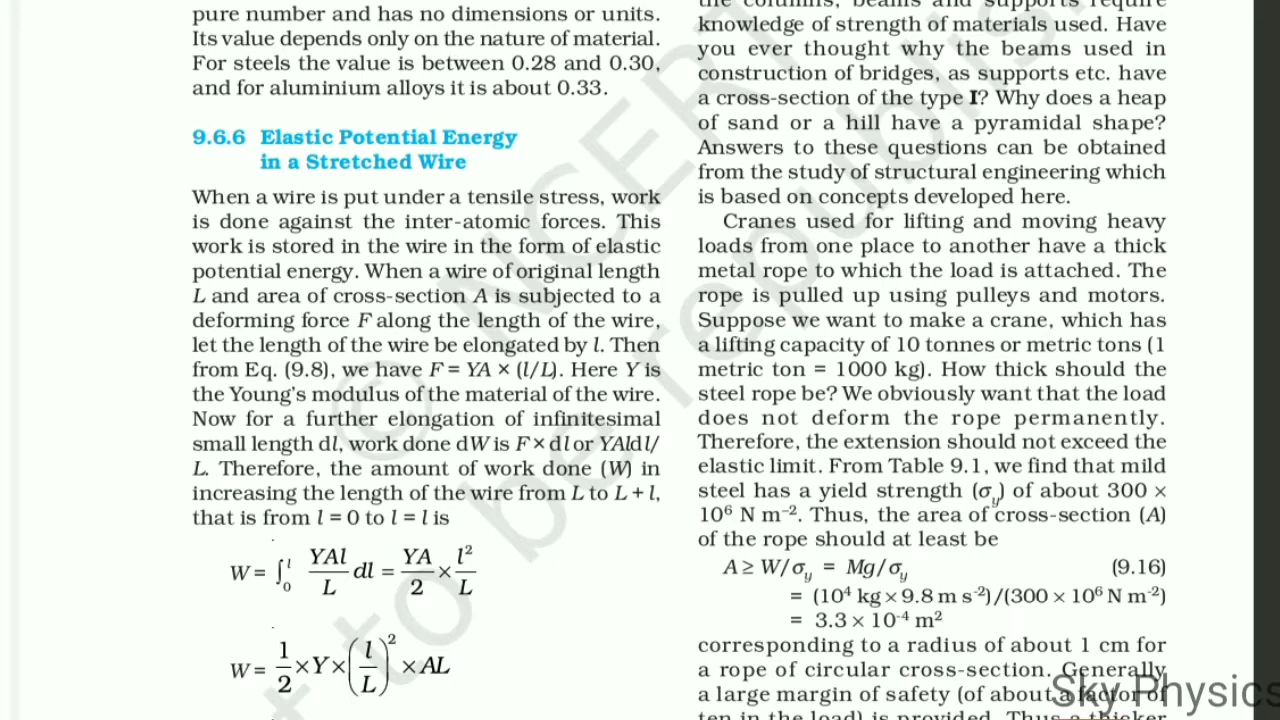 pure number and has no dimensions or units.
Its value depends only on the nature of material.
For steels the value is between 0.28 and 0.30,
and for aluminium alloys it is about 0.33.
9.6.6 Elastic Potential Energy
in a Stretched Wire
When a wire is put under a tensile stress, work
is done against the inter-atomic forces. This
work is stored in the wire in the form of elastic
potential energy. When a wire of original length
L and area of cross-section A is subjected to a
deforming force F along the length of the wire,
let the length of the wire be elongated by l. Then
from Eq. (9.8), we have F = YA × (l/L). Here Y is
the Young's modulus of the material of the wire.
Now for a further elongation of infinitesimal
small length dl, work done dW is F × dl or YAldl/
L. Therefore, the amount of work done (W) in
increasing the length of the wire from L to L + l,
that is from l = 0 to l = l is
W = ∫₀ˡ YAl/L dl = YA/2 × l²/L
W = 1/2 × Y × (l/L)² × AL
the columns, beams and supports require
knowledge of strength of materials used. Have
you ever thought why the beams used in
construction of bridges, as supports etc. have
a cross-section of the type I? Why does a heap
of sand or a hill have a pyramidal shape?
Answers to these questions can be obtained
from the study of structural engineering which
is based on concepts developed here.
Cranes used for lifting and moving heavy
loads from one place to another have a thick
metal rope to which the load is attached. The
rope is pulled up using pulleys and motors.
Suppose we want to make a crane, which has
a lifting capacity of 10 tonnes or metric tons (1
metric ton = 1000 kg). How thick should the
steel rope be? We obviously want that the load
does not deform the rope permanently.
Therefore, the extension should not exceed the
elastic limit. From Table 9.1, we find that mild
steel has a yield strength (σy) of about 300 ×
10⁶ N m⁻². Thus, the area of cross-section (A)
of the rope should at least be
A ≥ W/σy = Mg/σy (9.16)
= (10⁴ kg × 9.8 m s⁻²)/(300 × 10⁶ N m⁻²)
= 3.3 × 10⁻⁴ m²
corresponding to a radius of about 1 cm for
a rope of circular cross-section. Generally
a large margin of safety (of about a factor of
ten in the load) is provided. Thus a thicker
© NCERT
not to be republis
Sky Physics